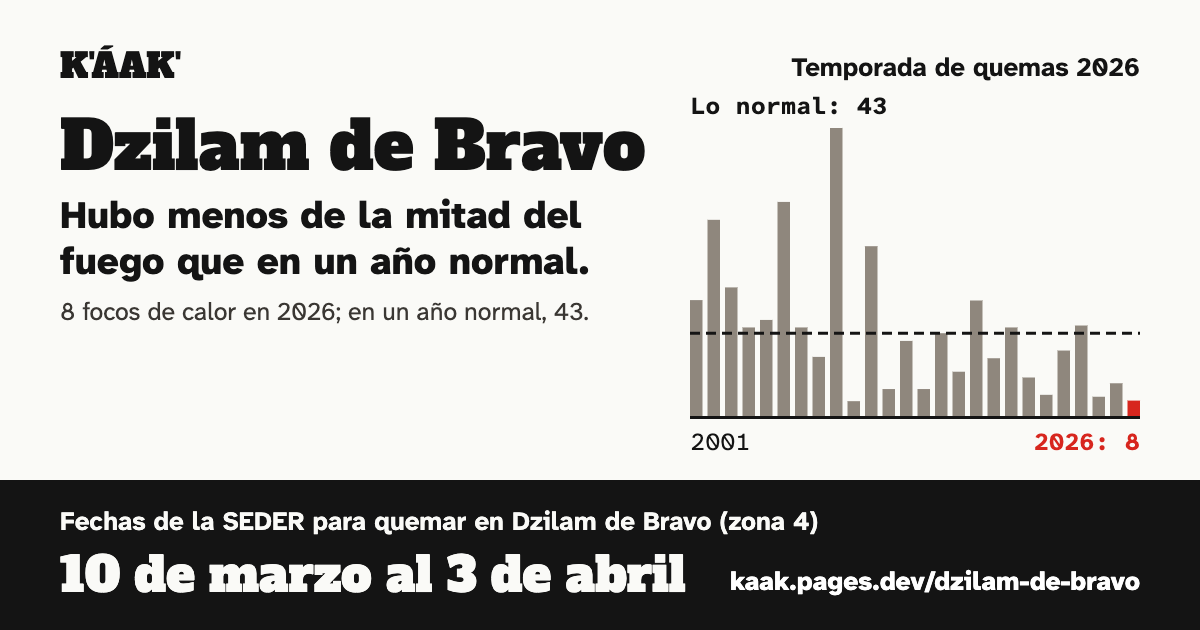 K'ÁAK'
Dzilam de Bravo
Hubo menos de la mitad del
fuego que en un año normal.
8 focos de calor en 2026; en un año normal, 43.
Temporada de quemas 2026
Lo normal: 43
2001
2026: 8
Fechas de la SEDER para quemar en Dzilam de Bravo (zona 4)
10 de marzo al 3 de abril
kaak.pages.dev/dzilam-de-bravo